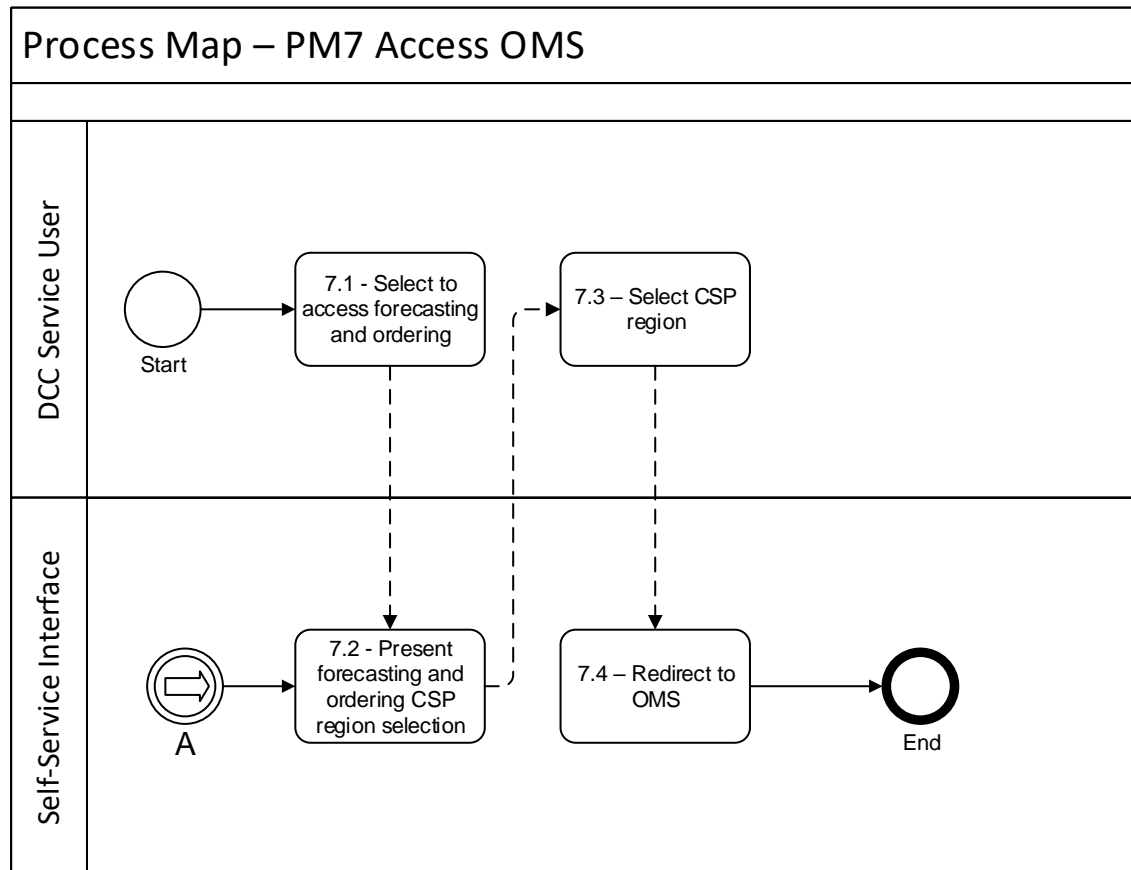 Process Map – PM7 Access OMS
DCC Service User
Start
7.1 - Select to
access forecasting
and ordering
7.3 – Select CSP
region
Self-Service Interface
A
7.2 - Present
forecasting and
ordering CSP
region selection
7.4 – Redirect to
OMS
End